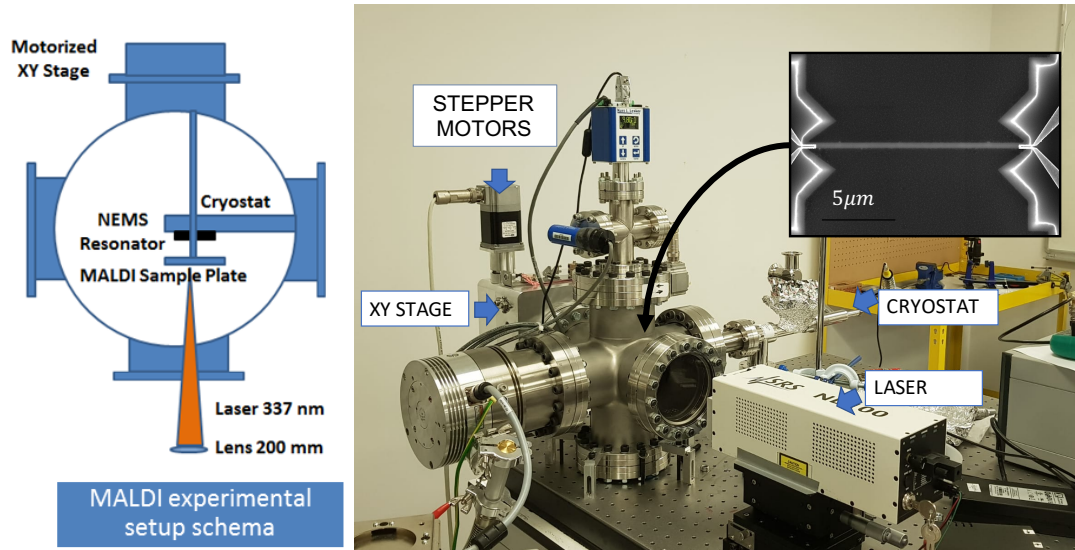 Motorized
XY Stage
Cryostat
NEMS
Resonator
MALDI Sample Plate
Laser 337 nm
Lens 200 mm
MALDI experimental
setup schema
STEPPER
MOTORS
XY STAGE
5μm
CRYOSTAT
LASER
SRS